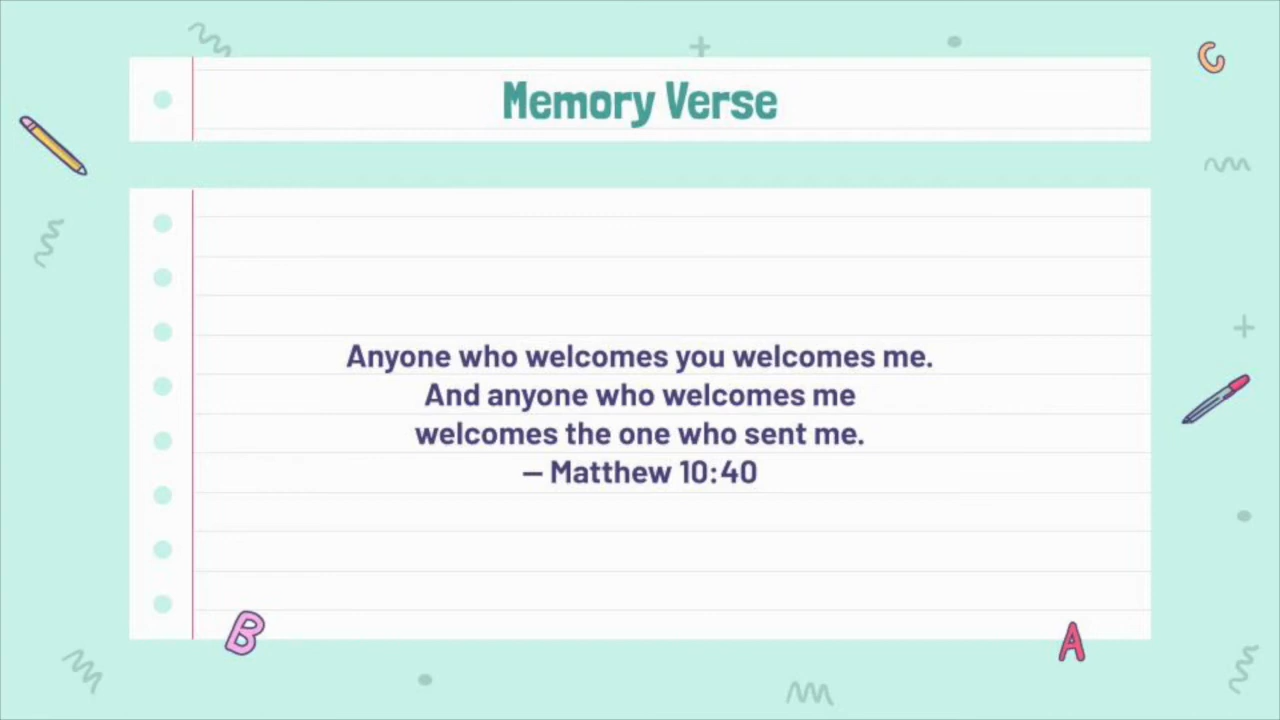 Memory Verse
Anyone who welcomes you welcomes me.
And anyone who welcomes me
welcomes the one who sent me.
– Matthew 10:40
C
B
A